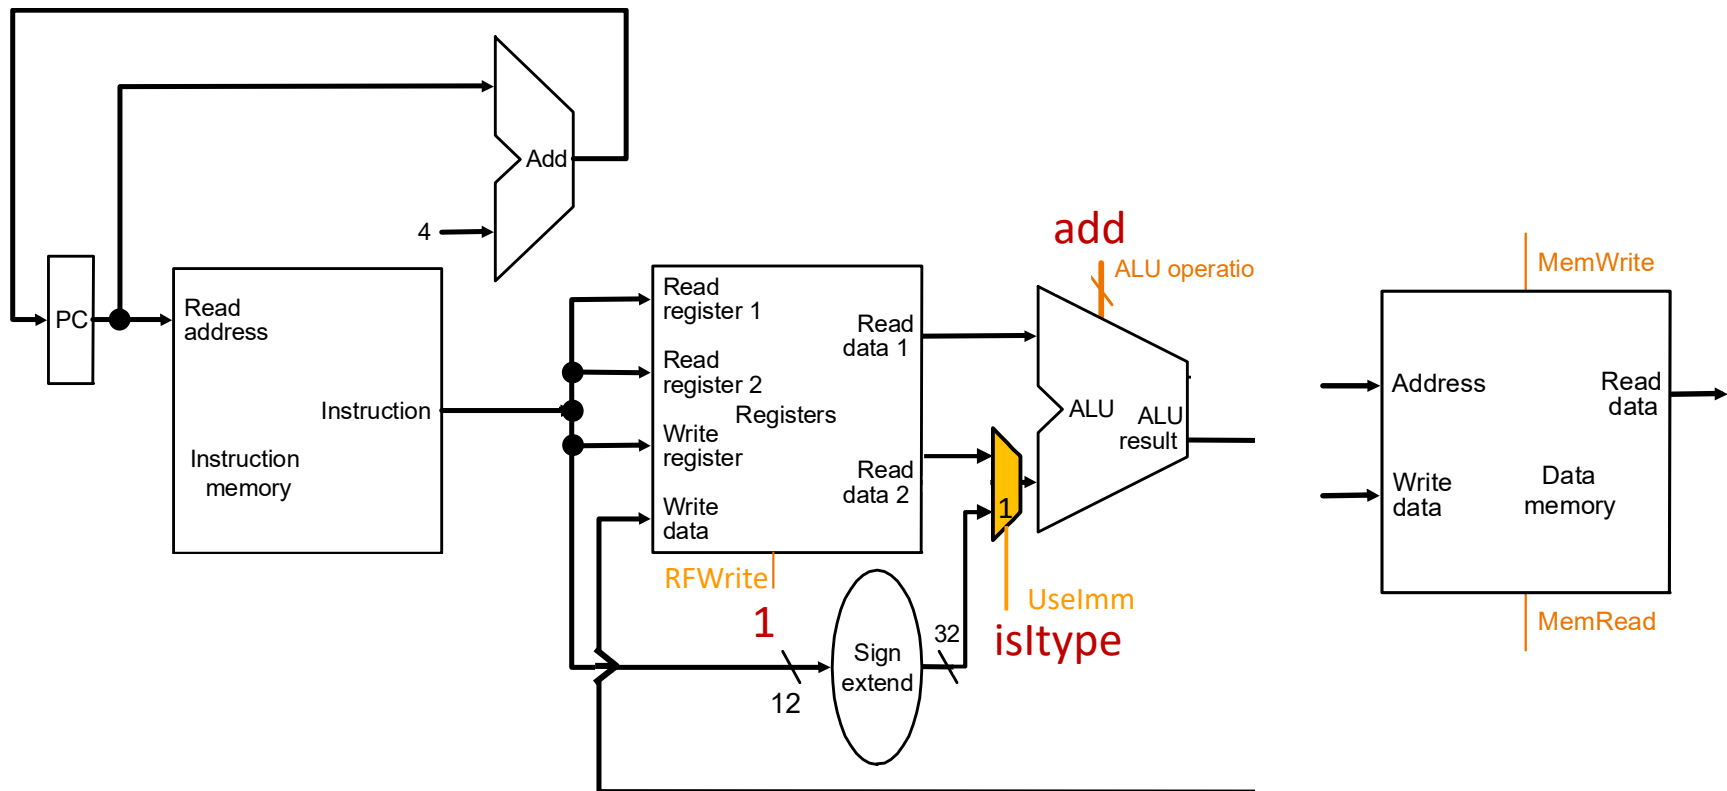 Add
4
PC
Read
address
Instruction
Instruction
memory
Read
register 1
Read
register 2
Registers
Write
register
Write
data
Read
data 1
Read
data 2
RFWrite
1
12
Sign
extend
32
1
UseImm
isItype
add
ALU operatio
ALU
ALU
result
MemWrite
Address
Read
data
Write
data
Data
memory
MemRead